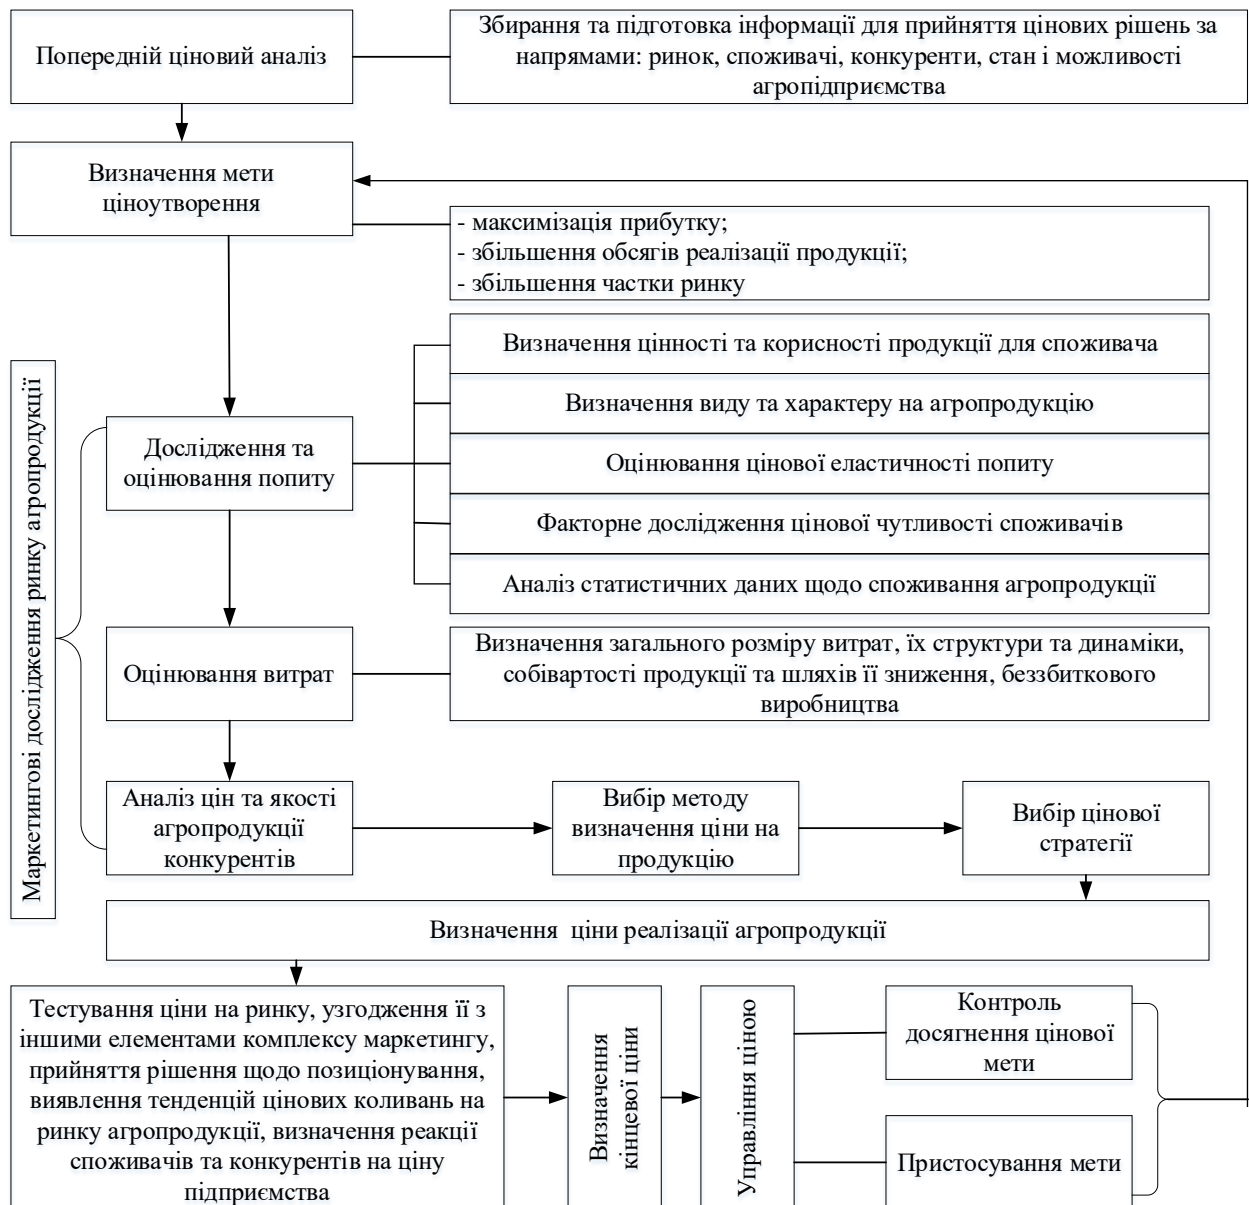 Попередній ціновий аналіз
Збирання та підготовка інформації для прийняття цінових рішень за
напрямами: ринок, споживачі, конкуренти, стан і можливості
агропідприємства
Визначення мети
ціноутворення
- максимізація прибутку;
- збільшення обсягів реалізації продукції;
- збільшення частки ринку
Маркетингові дослідження ринку агропродукції
Дослідження та
оцінювання попиту
Визначення цінності та корисності продукції для споживача
Визначення виду та характеру на агропродукцію
Оцінювання цінової еластичності попиту
Факторне дослідження цінової чутливості споживачів
Аналіз статистичних даних щодо споживання агропродукції
Оцінювання витрат
Визначення загального розміру витрат, їх структури та динаміки,
собівартості продукції та шляхів її зниження, беззбиткового
виробництва
Аналіз цін та якості
агропродукції
конкурентів
Вибір методу
визначення ціни на
продукцію
Вибір цінової
стратегії
Визначення ціни реалізації агропродукції
Тестування ціни на ринку, узгодження її з
іншими елементами комплексу маркетингу,
прийняття рішення щодо позиціонування,
виявлення тенденцій цінових коливань на
ринку агропродукції, визначення реакції
споживачів та конкурентів на ціну
підприємства
Визначення
кінцевої ціни
Управління ціною
Контроль
досягнення цінової
мети
Пристосування мети